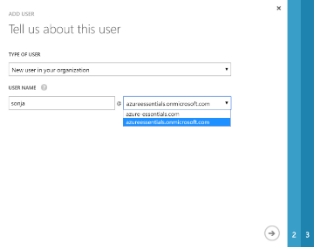 ADD USER
Tell us about this user
TYPE OF USER
New user in your organization
USER NAME
sonja @ azureessentials.onmicrosoft.com
azure-essentials.com
azureessentials.onmicrosoft.com
2 3